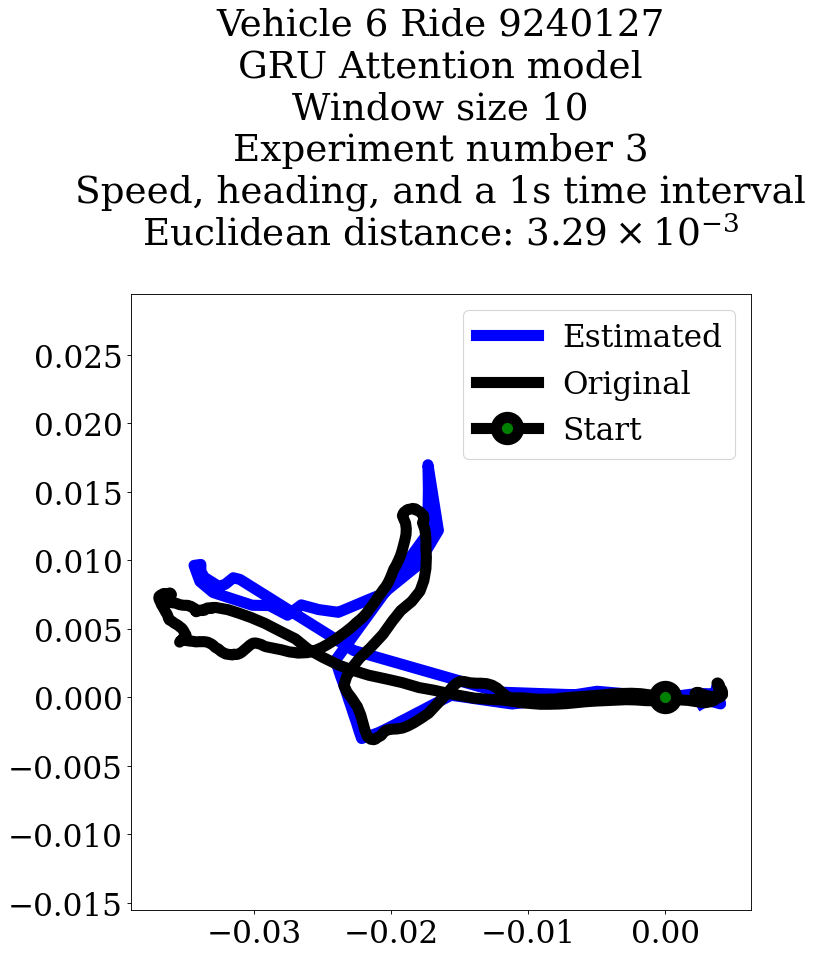 Vehicle 6 Ride 9240127
GRU Attention model
Window size 10
Experiment number 3
Speed, heading, and a 1s time interval
Euclidean distance: 3.29 × 10⁻³
Estimated
Original
Start
0.025
0.020
0.015
0.010
0.005
0.000
−0.005
−0.010
−0.015
−0.03 −0.02 −0.01 0.00